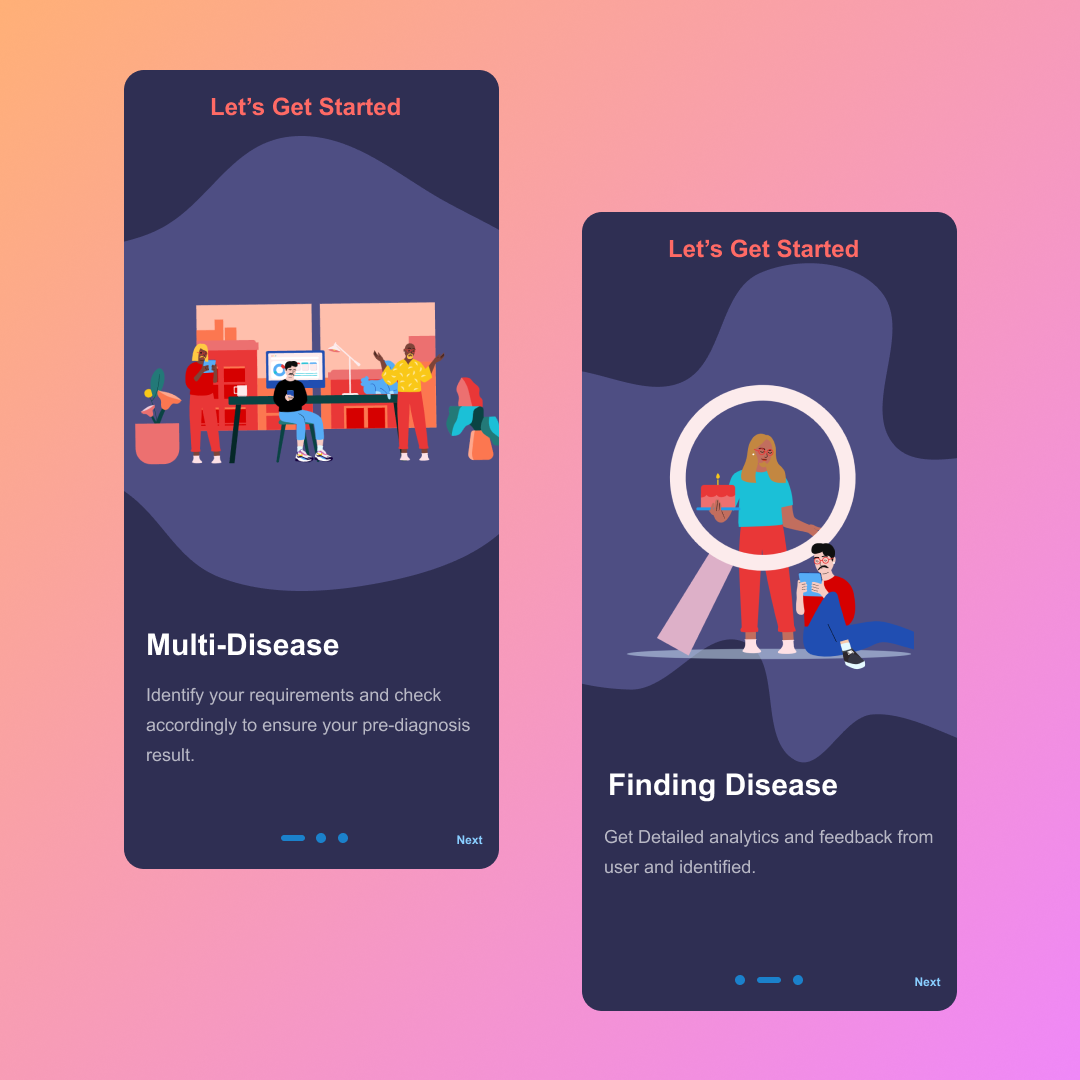 Let’s Get Started
Multi-Disease
Identify your requirements and check
accordingly to ensure your pre-diagnosis
result.
Next
Let’s Get Started
Finding Disease
Get Detailed analytics and feedback from
user and identified.
Next